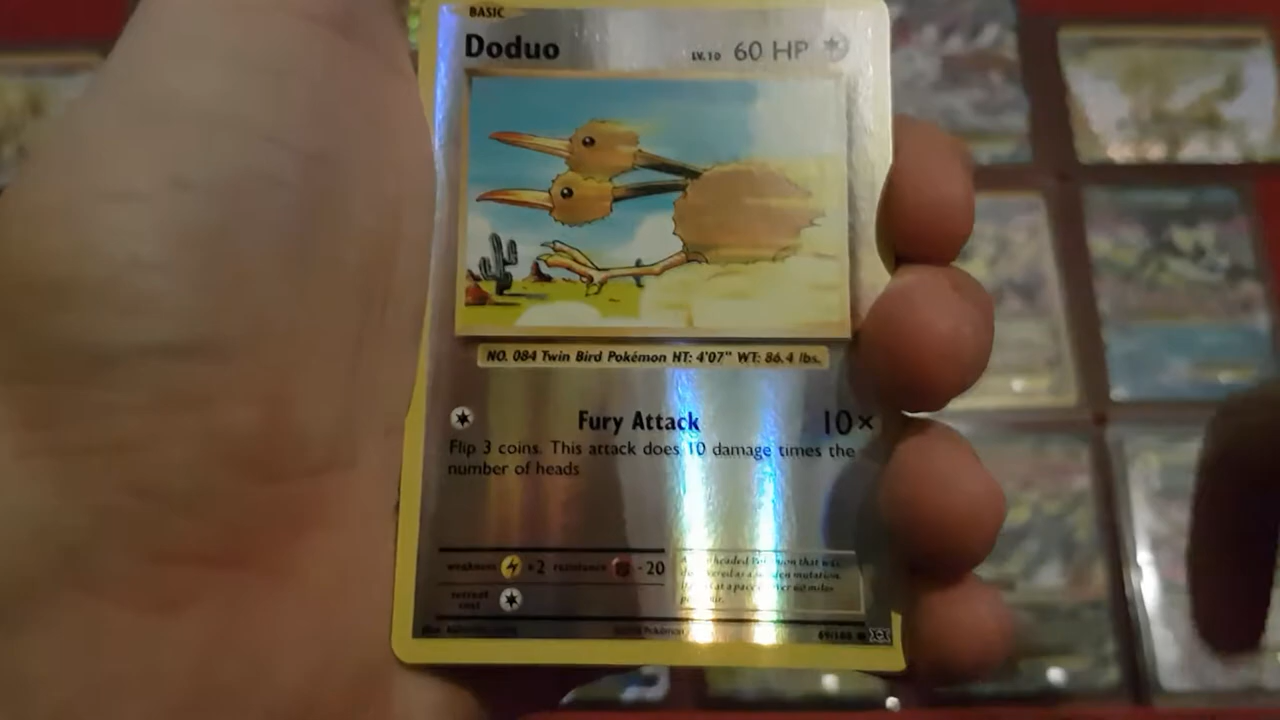 BASIC
Doduo LV.10 60 HP
NO. 084 Twin Bird Pokémon HT: 4'07" WT: 86.4 lbs.
Fury Attack 10×
Flip 3 coins. This attack does 10 damage times the
number of heads
weakness ×2 resistance -20
retreat
cost